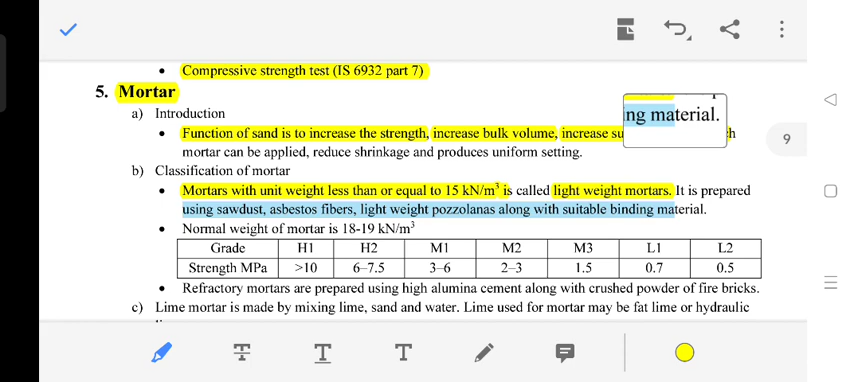 • Compressive strength test (IS 6932 part 7)
5. Mortar
ng material.
a) Introduction
• Function of sand is to increase the strength, increase bulk volume, increase su h
9
mortar can be applied, reduce shrinkage and produces uniform setting.
b) Classification of mortar
• Mortars with unit weight less than or equal to 15 kN/m³ is called light weight mortars. It is prepared
using sawdust, asbestos fibers, light weight pozzolanas along with suitable binding material.
• Normal weight of mortar is 18-19 kN/m³
Grade H1 H2 M1 M2 M3 L1 L2
Strength MPa >10 6–7.5 3–6 2–3 1.5 0.7 0.5
• Refractory mortars are prepared using high alumina cement along with crushed powder of fire bricks.
c) Lime mortar is made by mixing lime, sand and water. Lime used for mortar may be fat lime or hydraulic
T T T